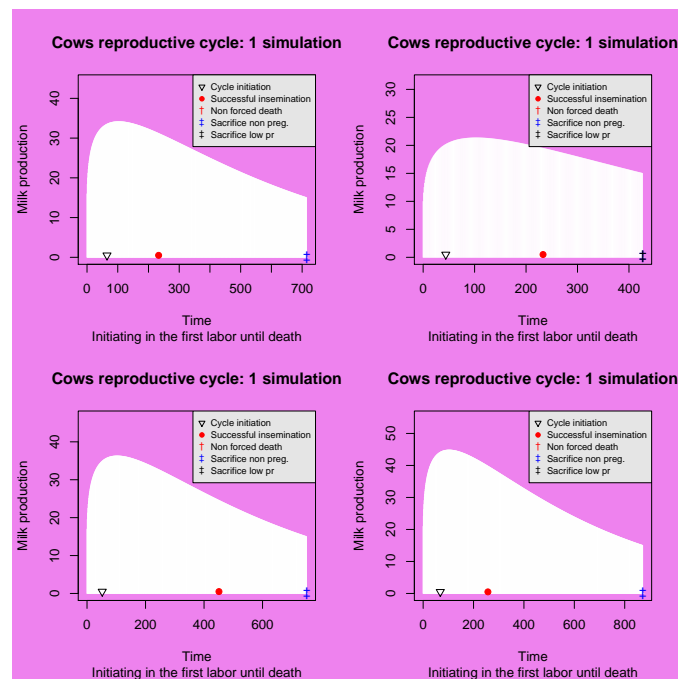 Cows reproductive cycle: 1 simulation
Milk production
0
10
20
30
40
Cycle initiation
Successful insemination
Non forced death
Sacrifice non preg.
Sacrifice low pr
0
100
300
500
700
Time
Initiating in the first labor until death
Cows reproductive cycle: 1 simulation
Milk production
0
5
10
15
20
25
30
Cycle initiation
Successful insemination
Non forced death
Sacrifice non preg.
Sacrifice low pr
0
100
200
300
400
Time
Initiating in the first labor until death
Cows reproductive cycle: 1 simulation
Milk production
0
10
20
30
40
Cycle initiation
Successful insemination
Non forced death
Sacrifice non preg.
Sacrifice low pr
0
200
400
600
Time
Initiating in the first labor until death
Cows reproductive cycle: 1 simulation
Milk production
0
10
20
30
40
50
Cycle initiation
Successful insemination
Non forced death
Sacrifice non preg.
Sacrifice low pr
0
200
400
600
800
Time
Initiating in the first labor until death